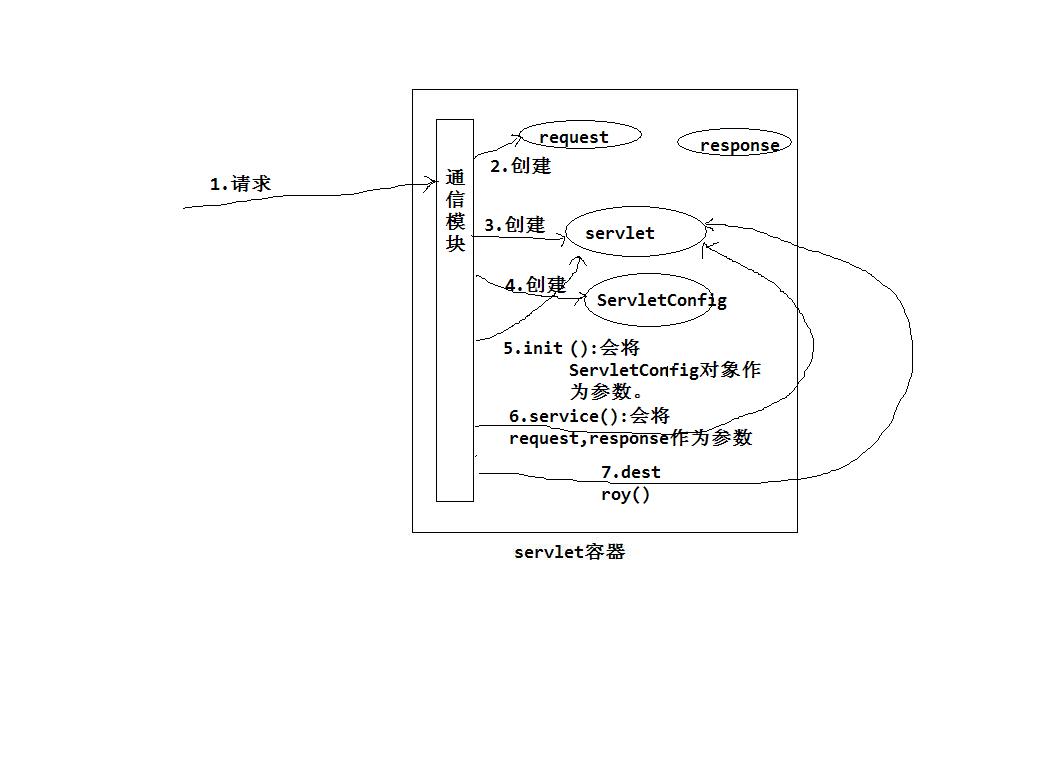 request
response
2.创建
1.请求
通
信
模
块
3.创建
servlet
4.创建
ServletConfig
5.init ():会将
ServletConfig对象作
为参数。
6.service():会将
request,response作为参数
7.dest
roy()
servlet容器